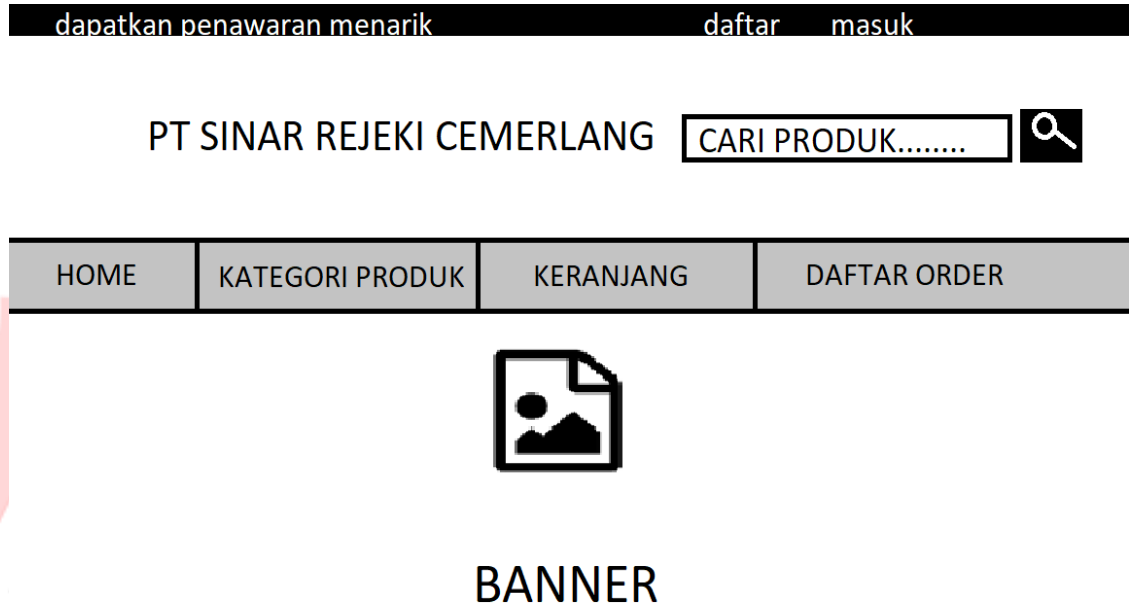 dapatkan penawaran menarik daftar masuk
PT SINAR REJEKI CEMERLANG CARI PRODUK........
HOME KATEGORI PRODUK KERANJANG DAFTAR ORDER
BANNER